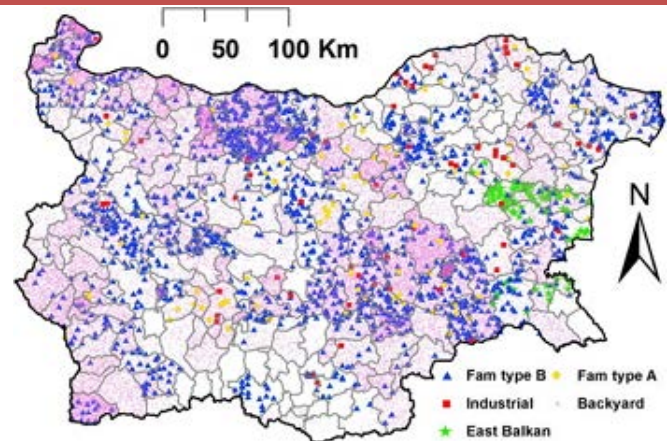 0 50 100 Km
N
Fam type B Fam type A
Industrial Backyard
East Balkan